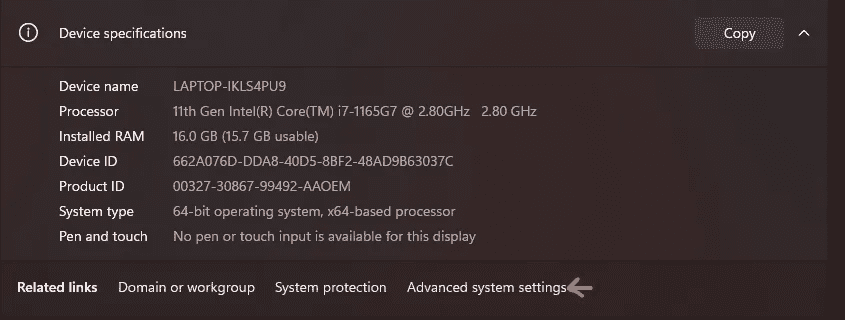 Device specifications Copy
Device name LAPTOP-IKLS4PU9
Processor 11th Gen Intel(R) Core(TM) i7-1165G7 @ 2.80GHz 2.80 GHz
Installed RAM 16.0 GB (15.7 GB usable)
Device ID 662A076D-DDA8-40D5-8BF2-48AD9B63037C
Product ID 00327-30867-99492-AAOEM
System type 64-bit operating system, x64-based processor
Pen and touch No pen or touch input is available for this display
Related links Domain or workgroup System protection Advanced system settings